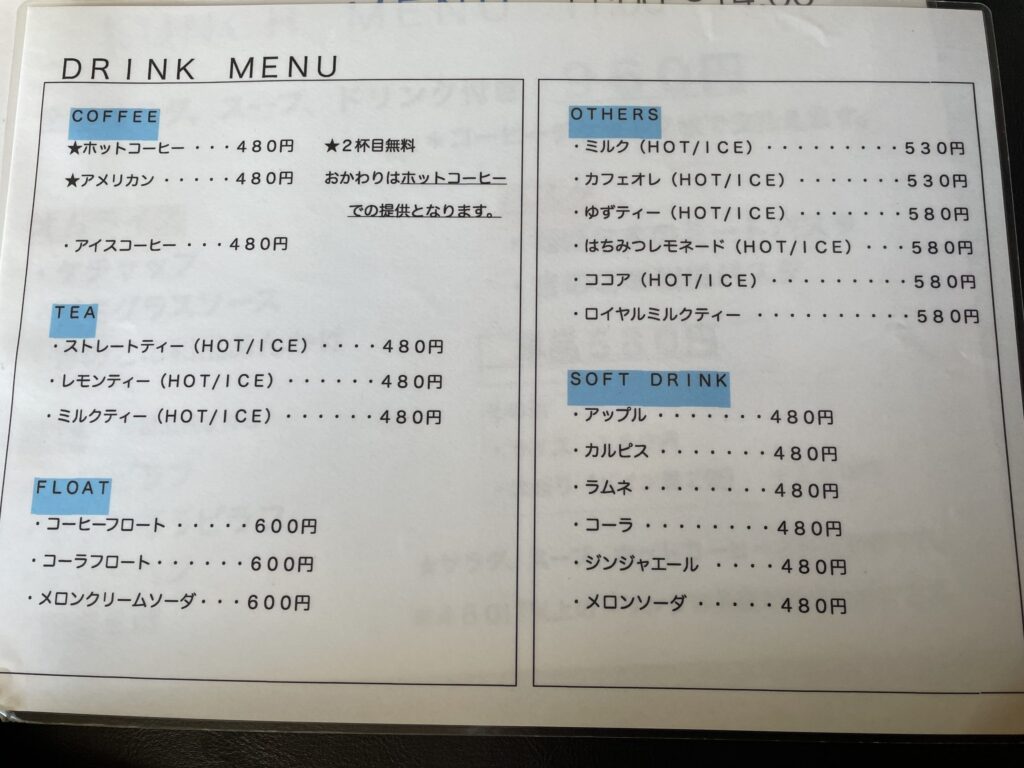 DRINK MENU
COFFEE
★ホットコーヒー ・・・480円 ★2杯目無料
★アメリカン ・・・・・480円 おかわりはホットコーヒー
での提供となります。
・アイスコーヒー ・・・480円
TEA
・ストレートティー(HOT/ICE) ・・・・480円
・レモンティー(HOT/ICE) ・・・・・・480円
・ミルクティー(HOT/ICE) ・・・・・・480円
FLOAT
・コーヒーフロート ・・・・・600円
・コーラフロート・・・・・・600円
・メロンクリームソーダ・・・600円
OTHERS
・ミルク(HOT/ICE) ・・・・・・・・・530円
・カフェオレ(HOT/ICE) ・・・・・・・530円
・ゆずティー(HOT/ICE) ・・・・・・・580円
・はちみつレモネード(HOT/ICE) ・・・580円
・ココア(HOT/ICE) ・・・・・・・・・580円
・ロイヤルミルクティー ・・・・・・・・・・580円
SOFT DRINK
・アップル ・・・・・・・480円
・カルピス ・・・・・・・480円
・ラムネ ・・・・・・・・480円
・コーラ ・・・・・・・・480円
・ジンジャエール ・・・・480円
・メロンソーダ ・・・・・480円